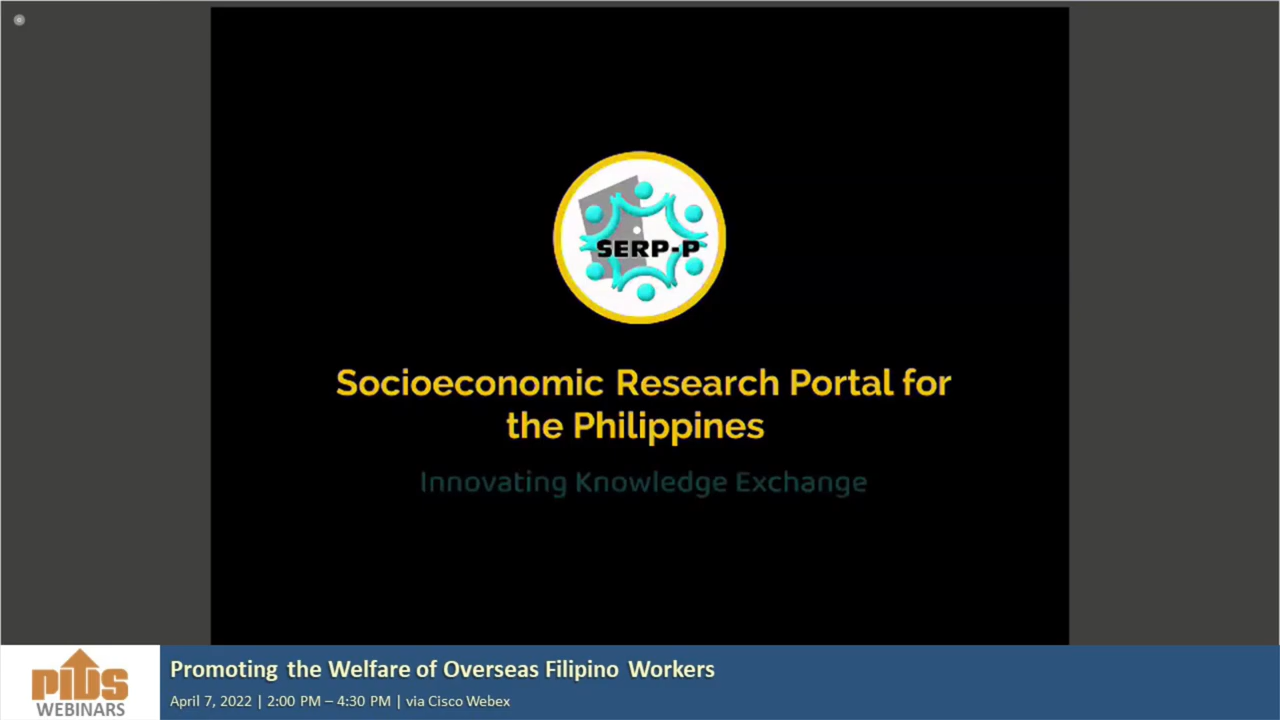 SERP-P
Socioeconomic Research Portal for
the Philippines
Innovating Knowledge Exchange
pids
WEBINARS
Promoting the Welfare of Overseas Filipino Workers
April 7, 2022 | 2:00 PM – 4:30 PM | via Cisco Webex